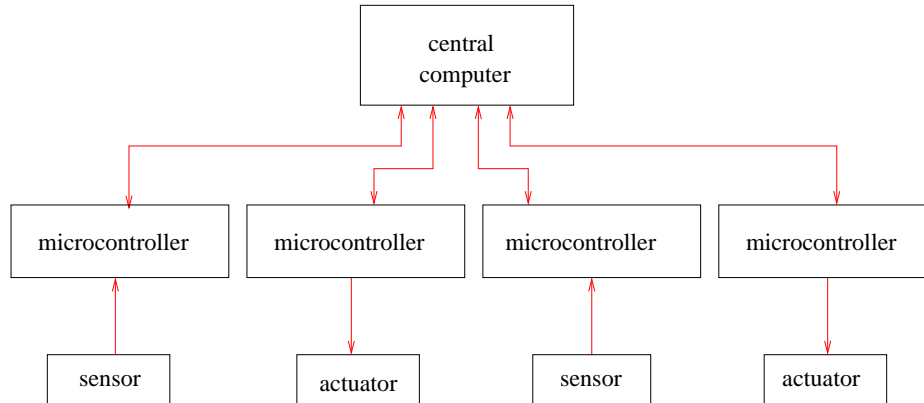 central
computer
microcontroller
microcontroller
microcontroller
microcontroller
sensor
actuator
sensor
actuator